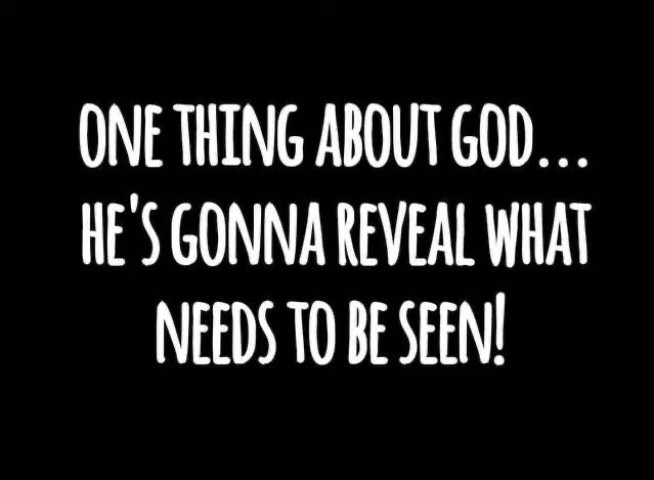 ONE THING ABOUT GOD...
HE'S GONNA REVEAL WHAT
NEEDS TO BE SEEN!